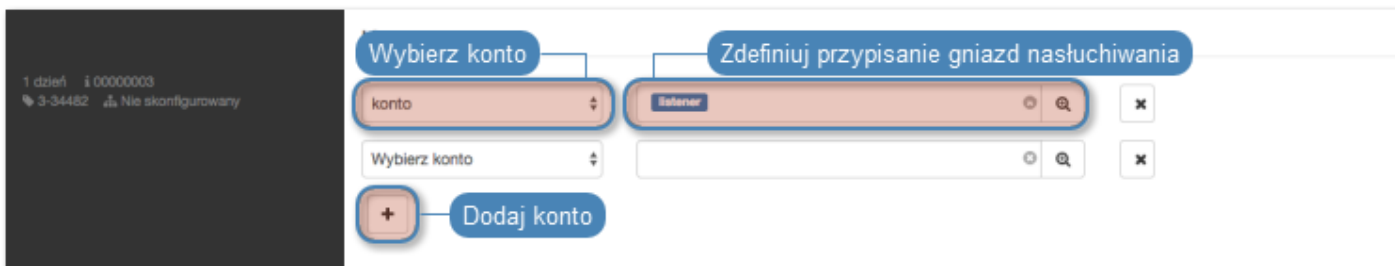 Wybierz konto
Zdefiniuj przypisanie gniazd nasłuchiwania
1 dzień i 00000003
3-34482 Nie skonfigurowany
konto
listener
Wybierz konto
Dodaj konto